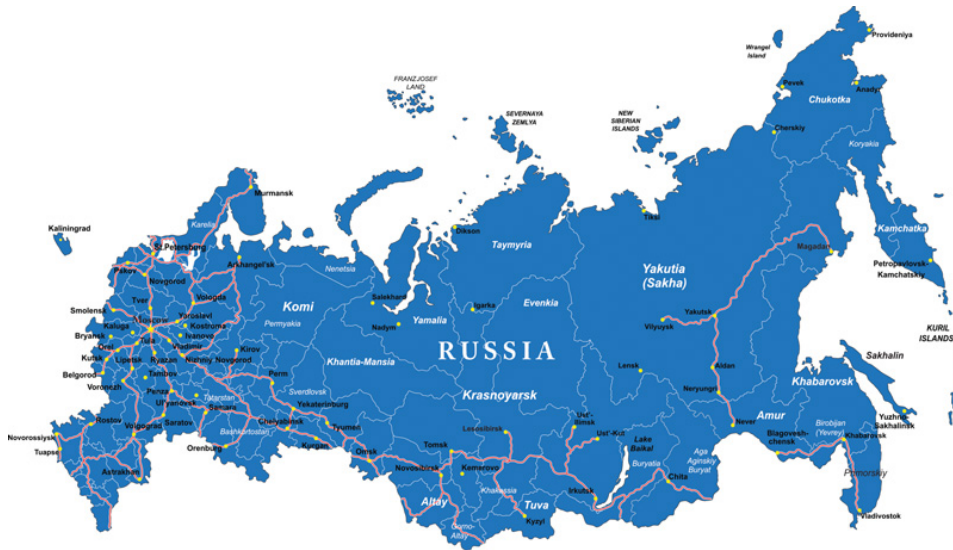 Provideniya
Wrangel
Island
Pevek
Anady
Chukotka
FRANZJOSEF
LAND
SEVERNAYA
ZEMLYA
NEW
SIBERIAN
ISLANDS
Cherskiy
Koryakia
Murmansk
Kaliningrad
Karelia
Dikson
Tiksi
Kamchatka
St.Petersburg
Taymyria
Magadan
Pskov
Arkhangel'sk
Nenetsia
Yakutia
(Sakha)
Petropavlovsk-
Kamchatskiy
Novgorod
Tver
Vologda
Komi
Salekhard
Igarka
Evenkia
Smolensk
Moscow
Yaroslavl
Kostroma
Permyakia
Nadym
Yamalia
Vilyuysk
Yakutsk
KURIL
ISLANDS
Kaluga
Bryahsk
Tula
Ivanovo
Vladimir
Orel
Kutsk
Lipetsk
Ryazan
Nizhniy Novgorod
Kirov
Khantia-Mansia
RUSSIA
Lensk
Aldan
Sakhalin
Belgorod
Tambov
Voronezh
Perm
Sverdlovsk
Krasnoyarsk
Neryungri
Khabarovsk
Penza
Ul'yanovsk
Tatarstan
Samara
Yekaterinburg
Yuzhno-
Sakhalinsk
Rostov
Saratov
Chelyabinsk
Tyumen
Ust'-
Ilimsk
Never
Amur
Birobijan
(Yevrey)
Novorossiysk
Volgograd
Bashkortostan
Lesosibirsk
Ust'-Kut
Khabarovsk
Tuapse
Orenburg
Kurgan
Omsk
Tomsk
Lake
Baikal
Blagovesh-
chensk
Astrakhan
Novosibirsk
Kemerovo
Buryalia
Aga
Aginskiy
Buryat
Primorskiy
Chita
Altay
Khakassia
Tuva
Irkutsk
Kyzyl
Vladivostok
Gorno-
Altay